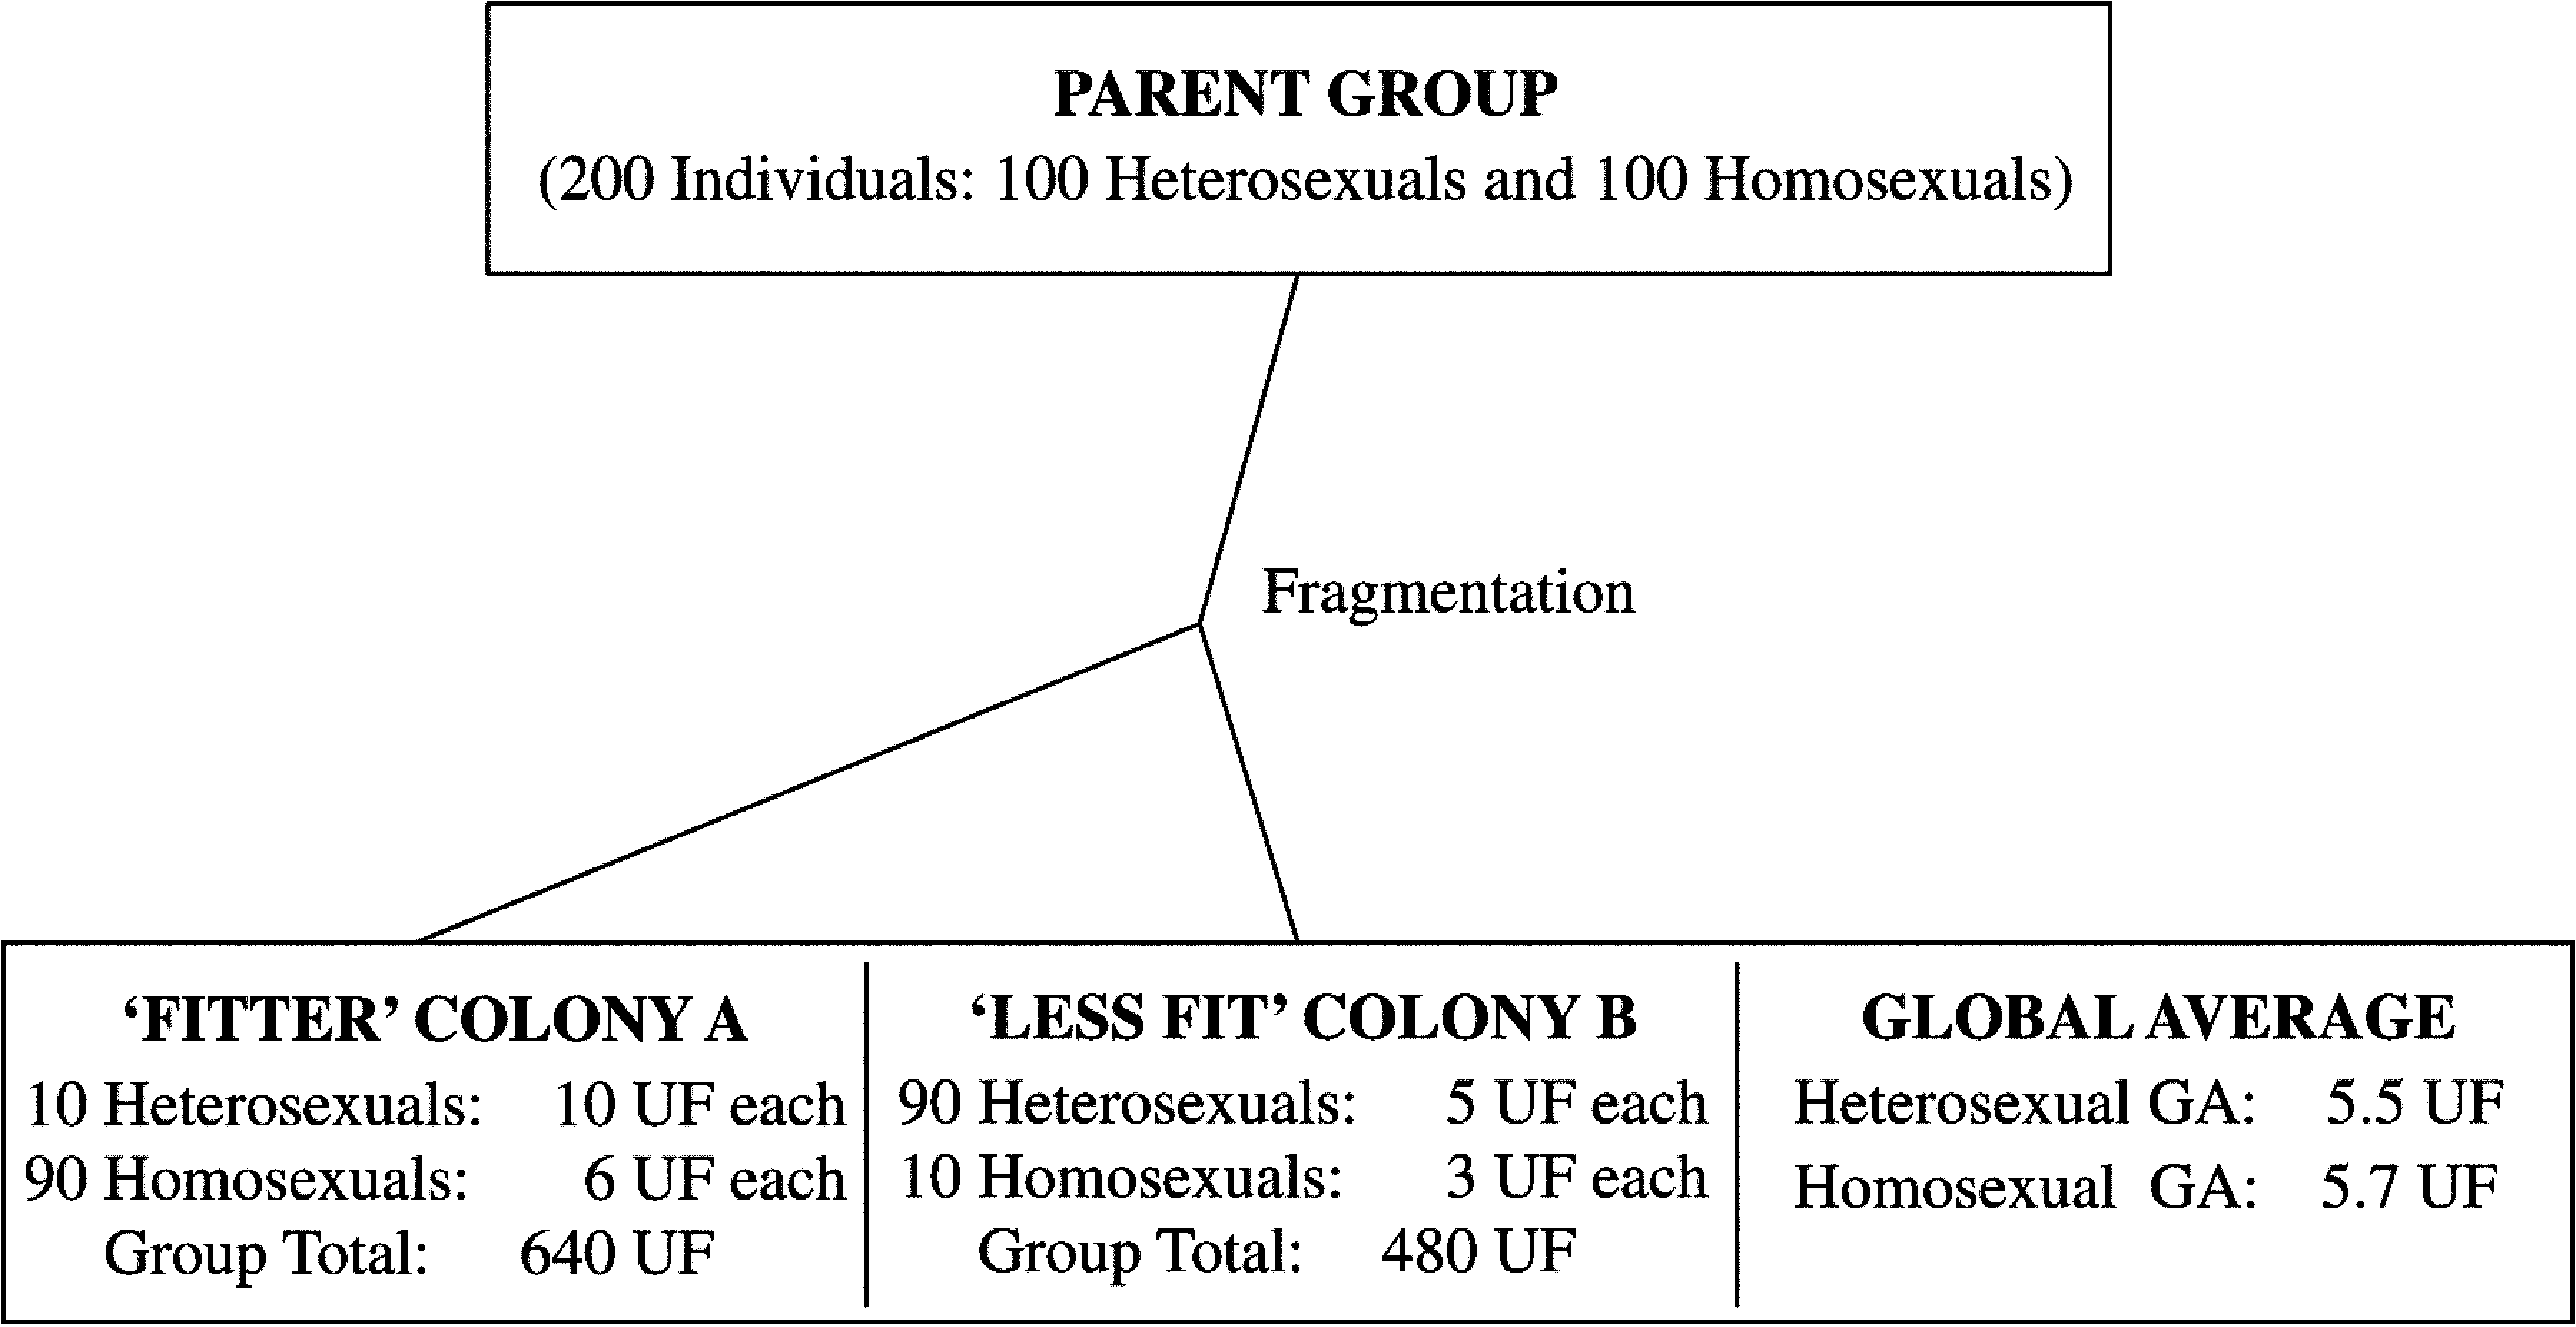 PARENT GROUP
(200 Individuals: 100 Heterosexuals and 100 Homosexuals)
Fragmentation
‘FITTER’ COLONY A
10 Heterosexuals: 10 UF each
90 Homosexuals: 6 UF each
Group Total: 640 UF
‘LESS FIT’ COLONY B
90 Heterosexuals: 5 UF each
10 Homosexuals: 3 UF each
Group Total: 480 UF
GLOBAL AVERAGE
Heterosexual GA: 5.5 UF
Homosexual GA: 5.7 UF